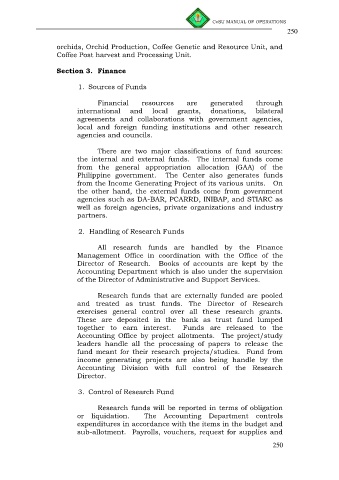 CvSU MANUAL OF OPERATIONS
250
orchids, Orchid Production, Coffee Genetic and Resource Unit, and
Coffee Post harvest and Processing Unit.
Section 3. Finance
1. Sources of Funds
Financial resources are generated through
international and local grants, donations, bilateral
agreements and collaborations with government agencies,
local and foreign funding institutions and other research
agencies and councils.
There are two major classifications of fund sources:
the internal and external funds. The internal funds come
from the general appropriation allocation (GAA) of the
Philippine government. The Center also generates funds
from the Income Generating Project of its various units. On
the other hand, the external funds come from government
agencies such as DA-BAR, PCARRD, INIBAP, and STIARC as
well as foreign agencies, private organizations and industry
partners.
2. Handling of Research Funds
All research funds are handled by the Finance
Management Office in coordination with the Office of the
Director of Research. Books of accounts are kept by the
Accounting Department which is also under the supervision
of the Director of Administrative and Support Services.
Research funds that are externally funded are pooled
and treated as trust funds. The Director of Research
exercises general control over all these research grants.
These are deposited in the bank as trust fund lumped
together to earn interest. Funds are released to the
Accounting Office by project allotments. The project/study
leaders handle all the processing of papers to release the
fund meant for their research projects/studies. Fund from
income generating projects are also being handle by the
Accounting Division with full control of the Research
Director.
3. Control of Research Fund
Research funds will be reported in terms of obligation
or liquidation. The Accounting Department controls
expenditures in accordance with the items in the budget and
sub-allotment. Payrolls, vouchers, request for supplies and
250